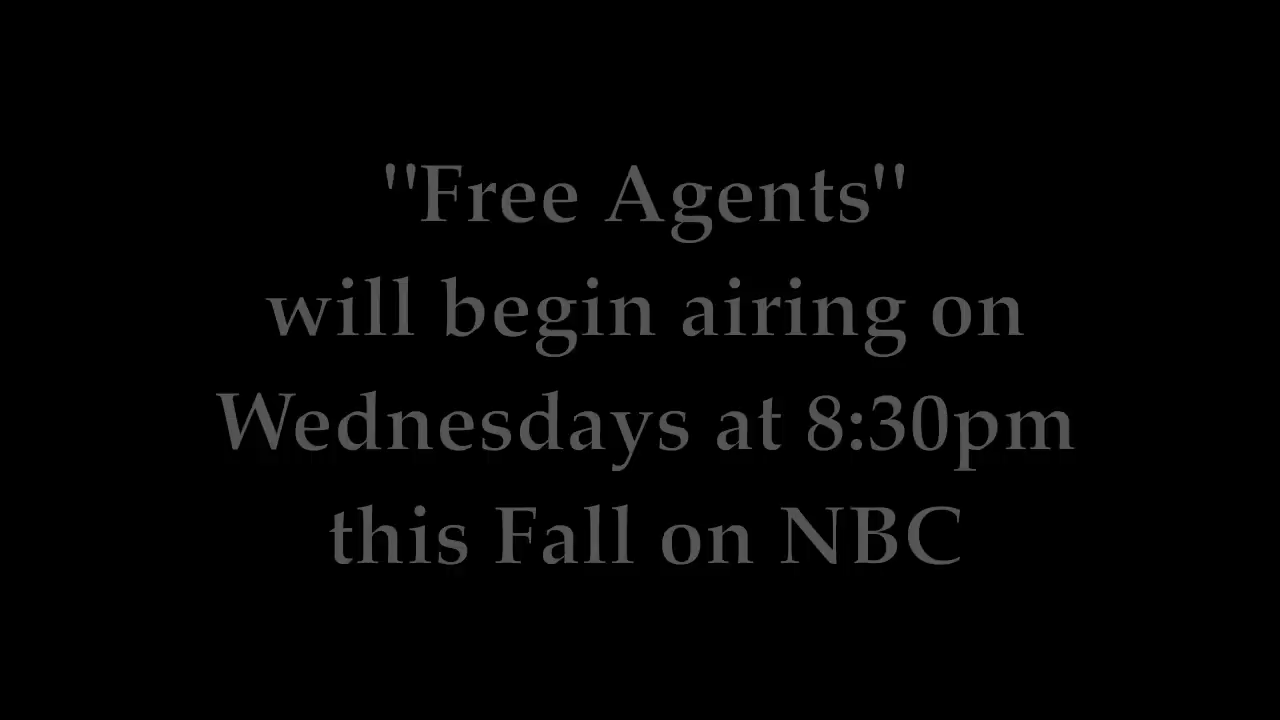 "Free Agents"
will begin airing on
Wednesdays at 8:30pm
this Fall on NBC